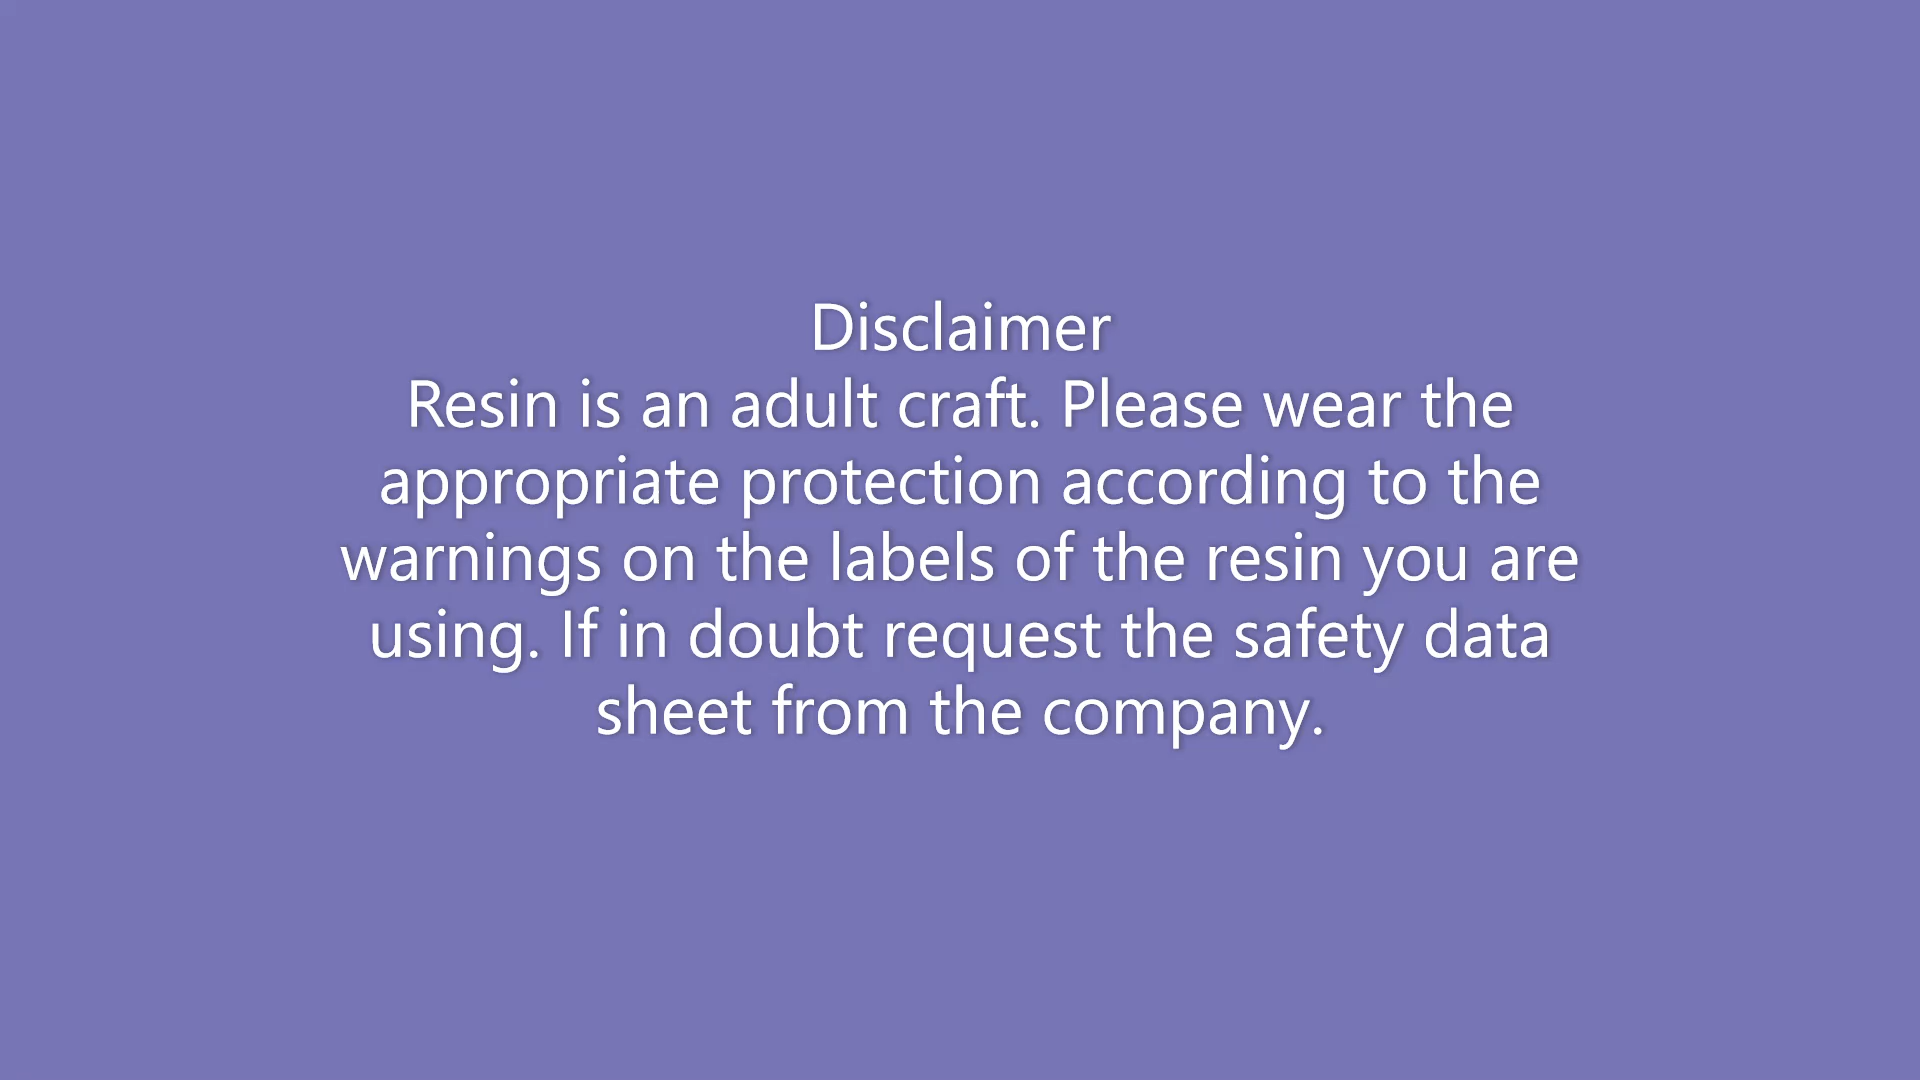 Disclaimer
Resin is an adult craft. Please wear the
appropriate protection according to the
warnings on the labels of the resin you are
using. If in doubt request the safety data
sheet from the company.